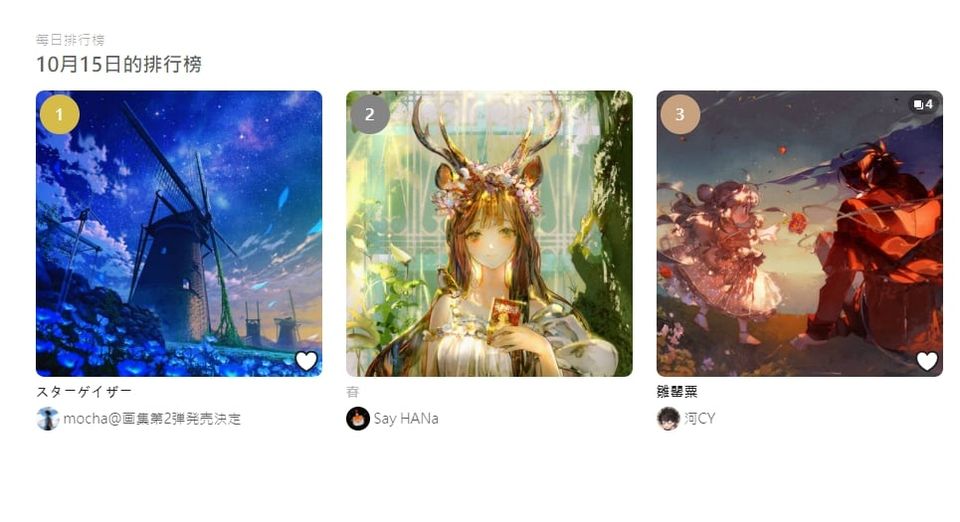 每日排行榜
10月15日的排行榜
1
2
3
4
スターゲイザー
春
雛罌粟
mocha@画集第2弾発売決定
Say HANa
河CY